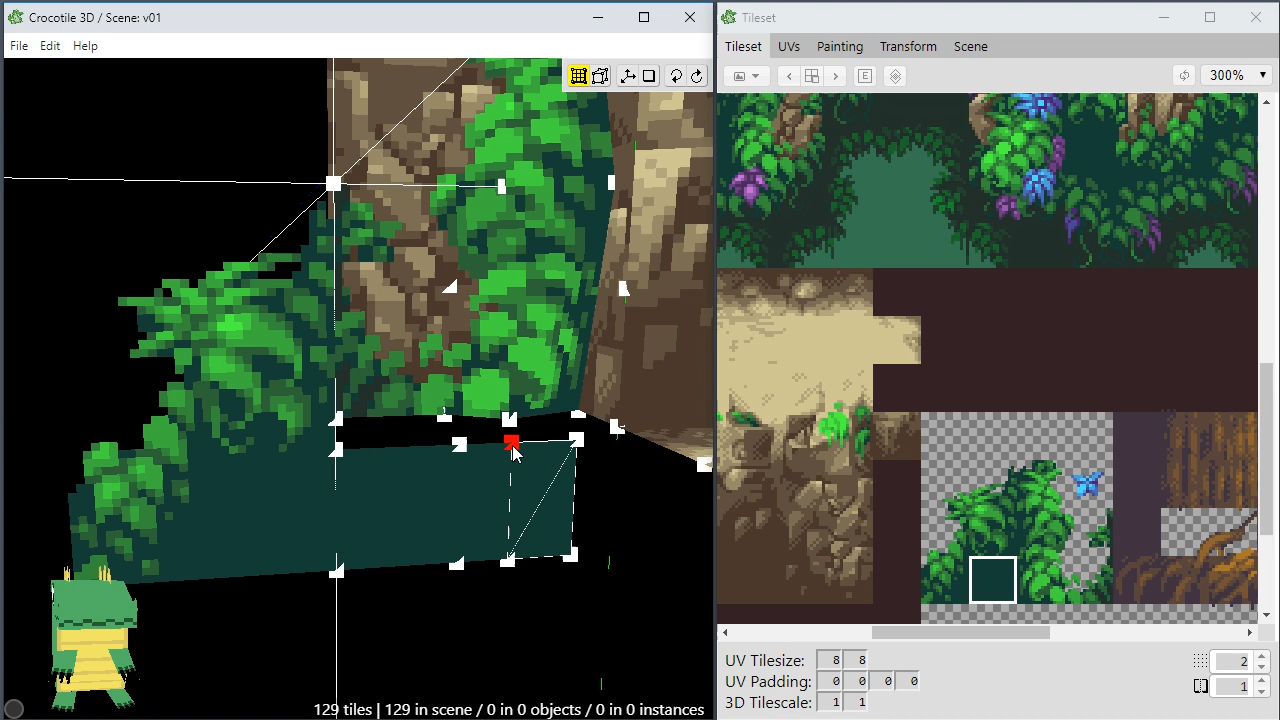 Crocotile 3D / Scene: v01
File Edit Help
129 tiles | 129 in scene / 0 in 0 objects / 0 in 0 instances
Tileset
Tileset UVs Painting Transform Scene
E 300%
UV Tilesize: 8 8
UV Padding: 0 0 0 0
3D Tilescale: 1 1
2
1